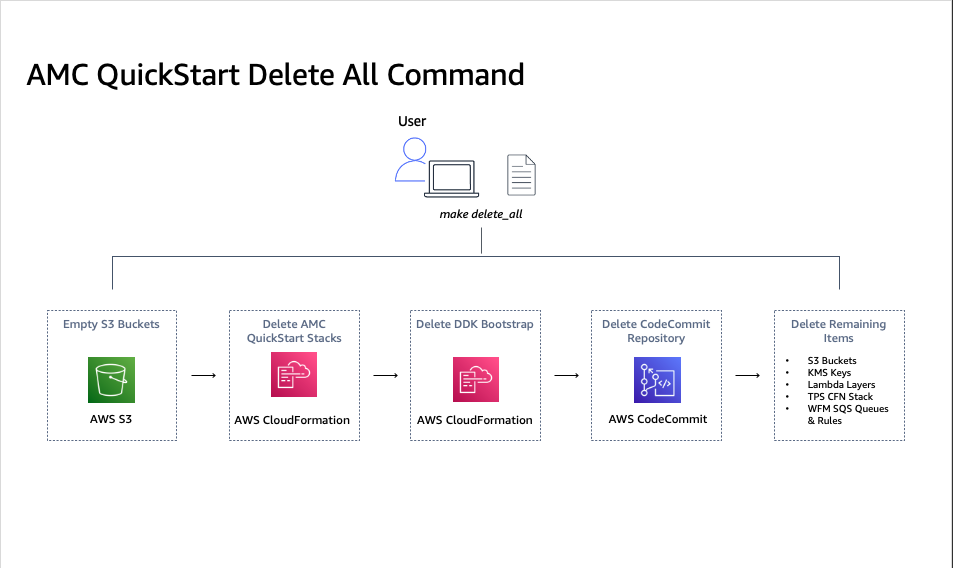 AMC QuickStart Delete All Command
User
make delete_all
Empty S3 Buckets
AWS S3
Delete AMC
QuickStart Stacks
AWS CloudFormation
Delete DDK Bootstrap
AWS CloudFormation
Delete CodeCommit
Repository
AWS CodeCommit
Delete Remaining
Items
• S3 Buckets
• KMS Keys
• Lambda Layers
• TPS CFN Stack
• WFM SQS Queues
& Rules